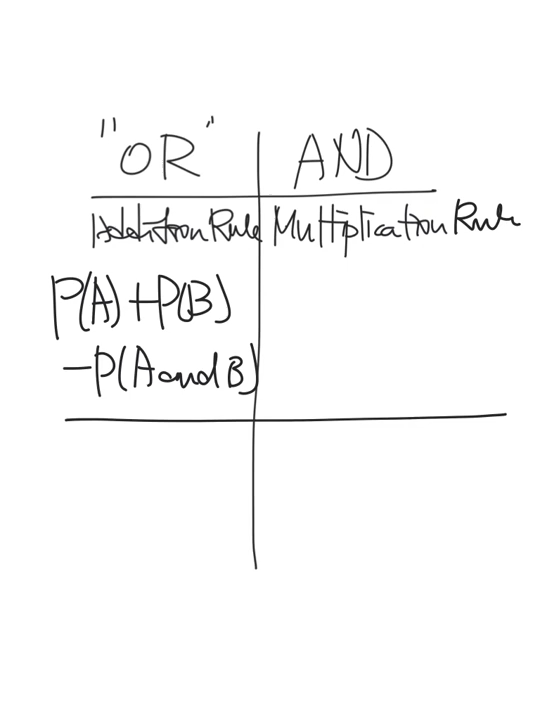 "OR" AND
Addition Rule Multiplication Rule
P(A)+P(B)
-P(A and B)